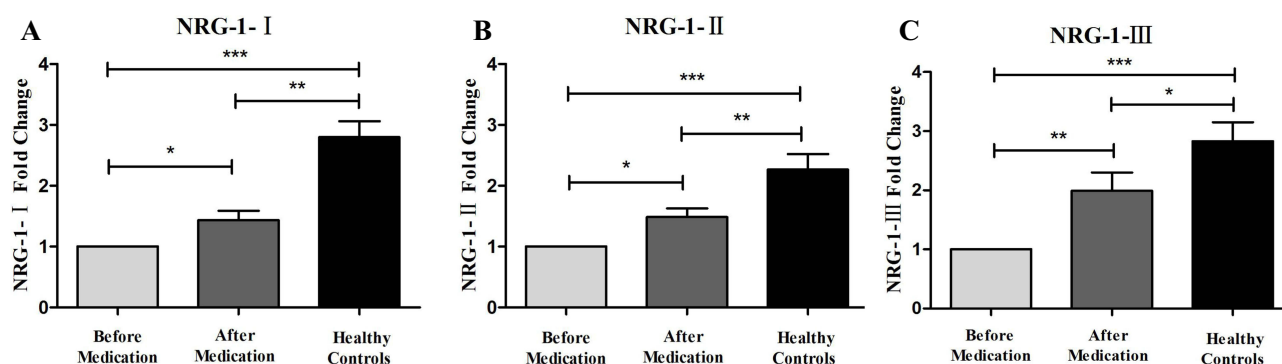 A
NRG-1-Ⅰ
NRG-1-Ⅰ Fold Change
4
3
2
1
0
***
**
*
Before
Medication
After
Medication
Healthy
Controls
B
NRG-1-Ⅱ
NRG-1-Ⅱ Fold Change
4
3
2
1
0
***
**
*
Before
Medication
After
Medication
Healthy
Controls
C
NRG-1-Ⅲ
NRG-1-Ⅲ Fold Change
4
3
2
1
0
***
*
**
Before
Medication
After
Medication
Healthy
Controls